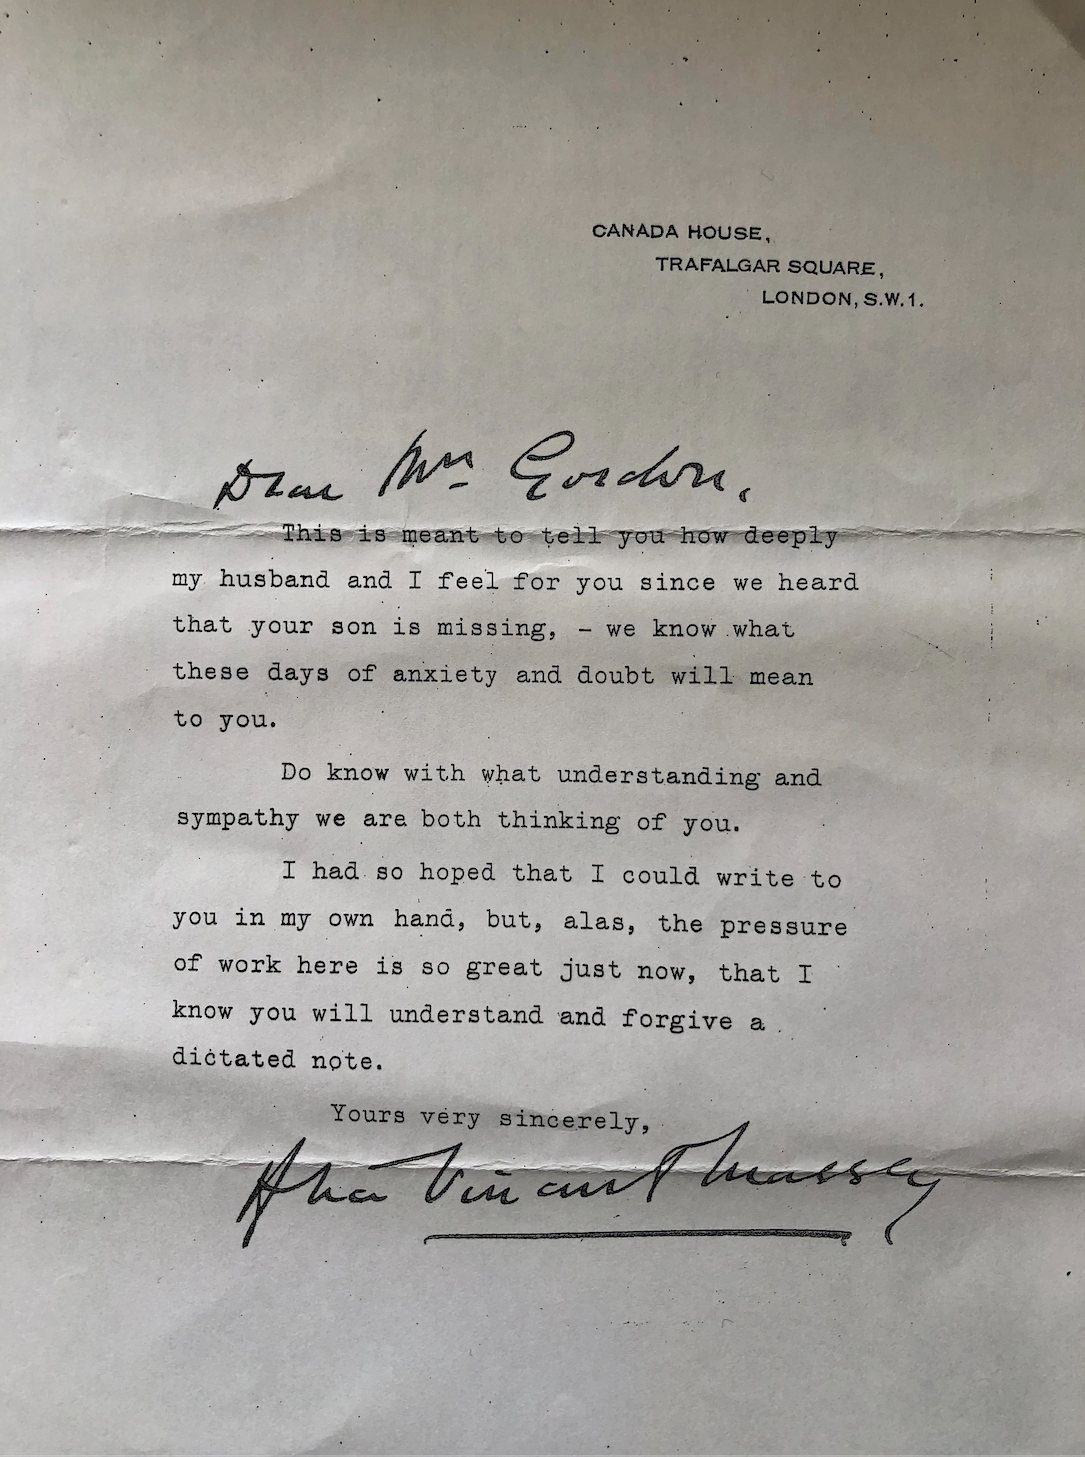 CANADA HOUSE,
TRAFALGAR SQUARE,
LONDON, S.W.1.
Dear Mrs Gordon,
This is meant to tell you how deeply
my husband and I feel for you since we heard
that your son is missing, - we know what
these days of anxiety and doubt will mean
to you.
Do know with what understanding and
sympathy we are both thinking of you.
I had so hoped that I could write to
you in my own hand, but, alas, the pressure
of work here is so great just now, that I
know you will understand and forgive a
dictated note.
Yours very sincerely,
Alice Vincent Massey